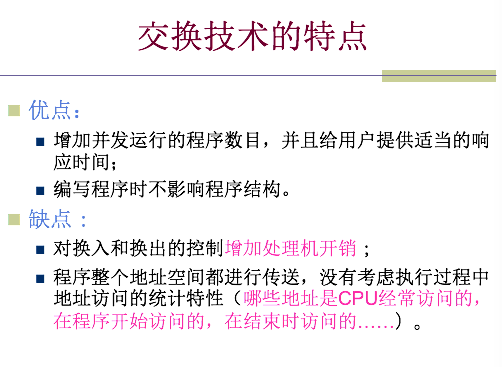 交换技术的特点
优点：
增加并发运行的程序数目，并且给用户提供适当的响
应时间；
编写程序时不影响程序结构。
缺点：
对换入和换出的控制增加处理机开销；
程序整个地址空间都进行传送，没有考虑执行过程中
地址访问的统计特性（哪些地址是CPU经常访问的，
在程序开始访问的，在结束时访问的……）。